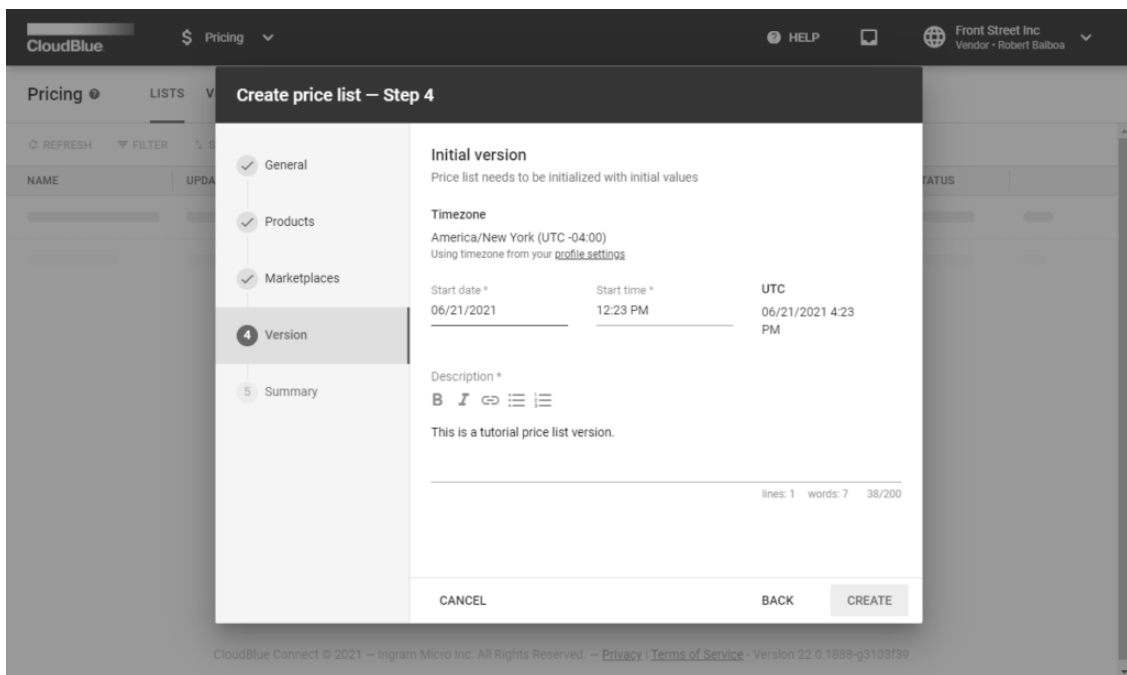 CloudBlue
$ Pricing
HELP
Front Street Inc
Vendor • Robert Balboa
Pricing
LISTS V
REFRESH FILTER S
NAME UPDA TATUS
Create price list — Step 4
General
Products
Marketplaces
4 Version
5 Summary
Initial version
Price list needs to be initialized with initial values
Timezone
America/New York (UTC -04:00)
Using timezone from your profile settings
Start date * Start time * UTC
06/21/2021 12:23 PM 06/21/2021 4:23
PM
Description *
B I
This is a tutorial price list version.
lines: 1 words: 7 38/200
CANCEL BACK CREATE
CloudBlue Connect © 2021 — Ingram Micro Inc. All Rights Reserved. — Privacy | Terms of Service - Version 22.0.1888-g3103f39